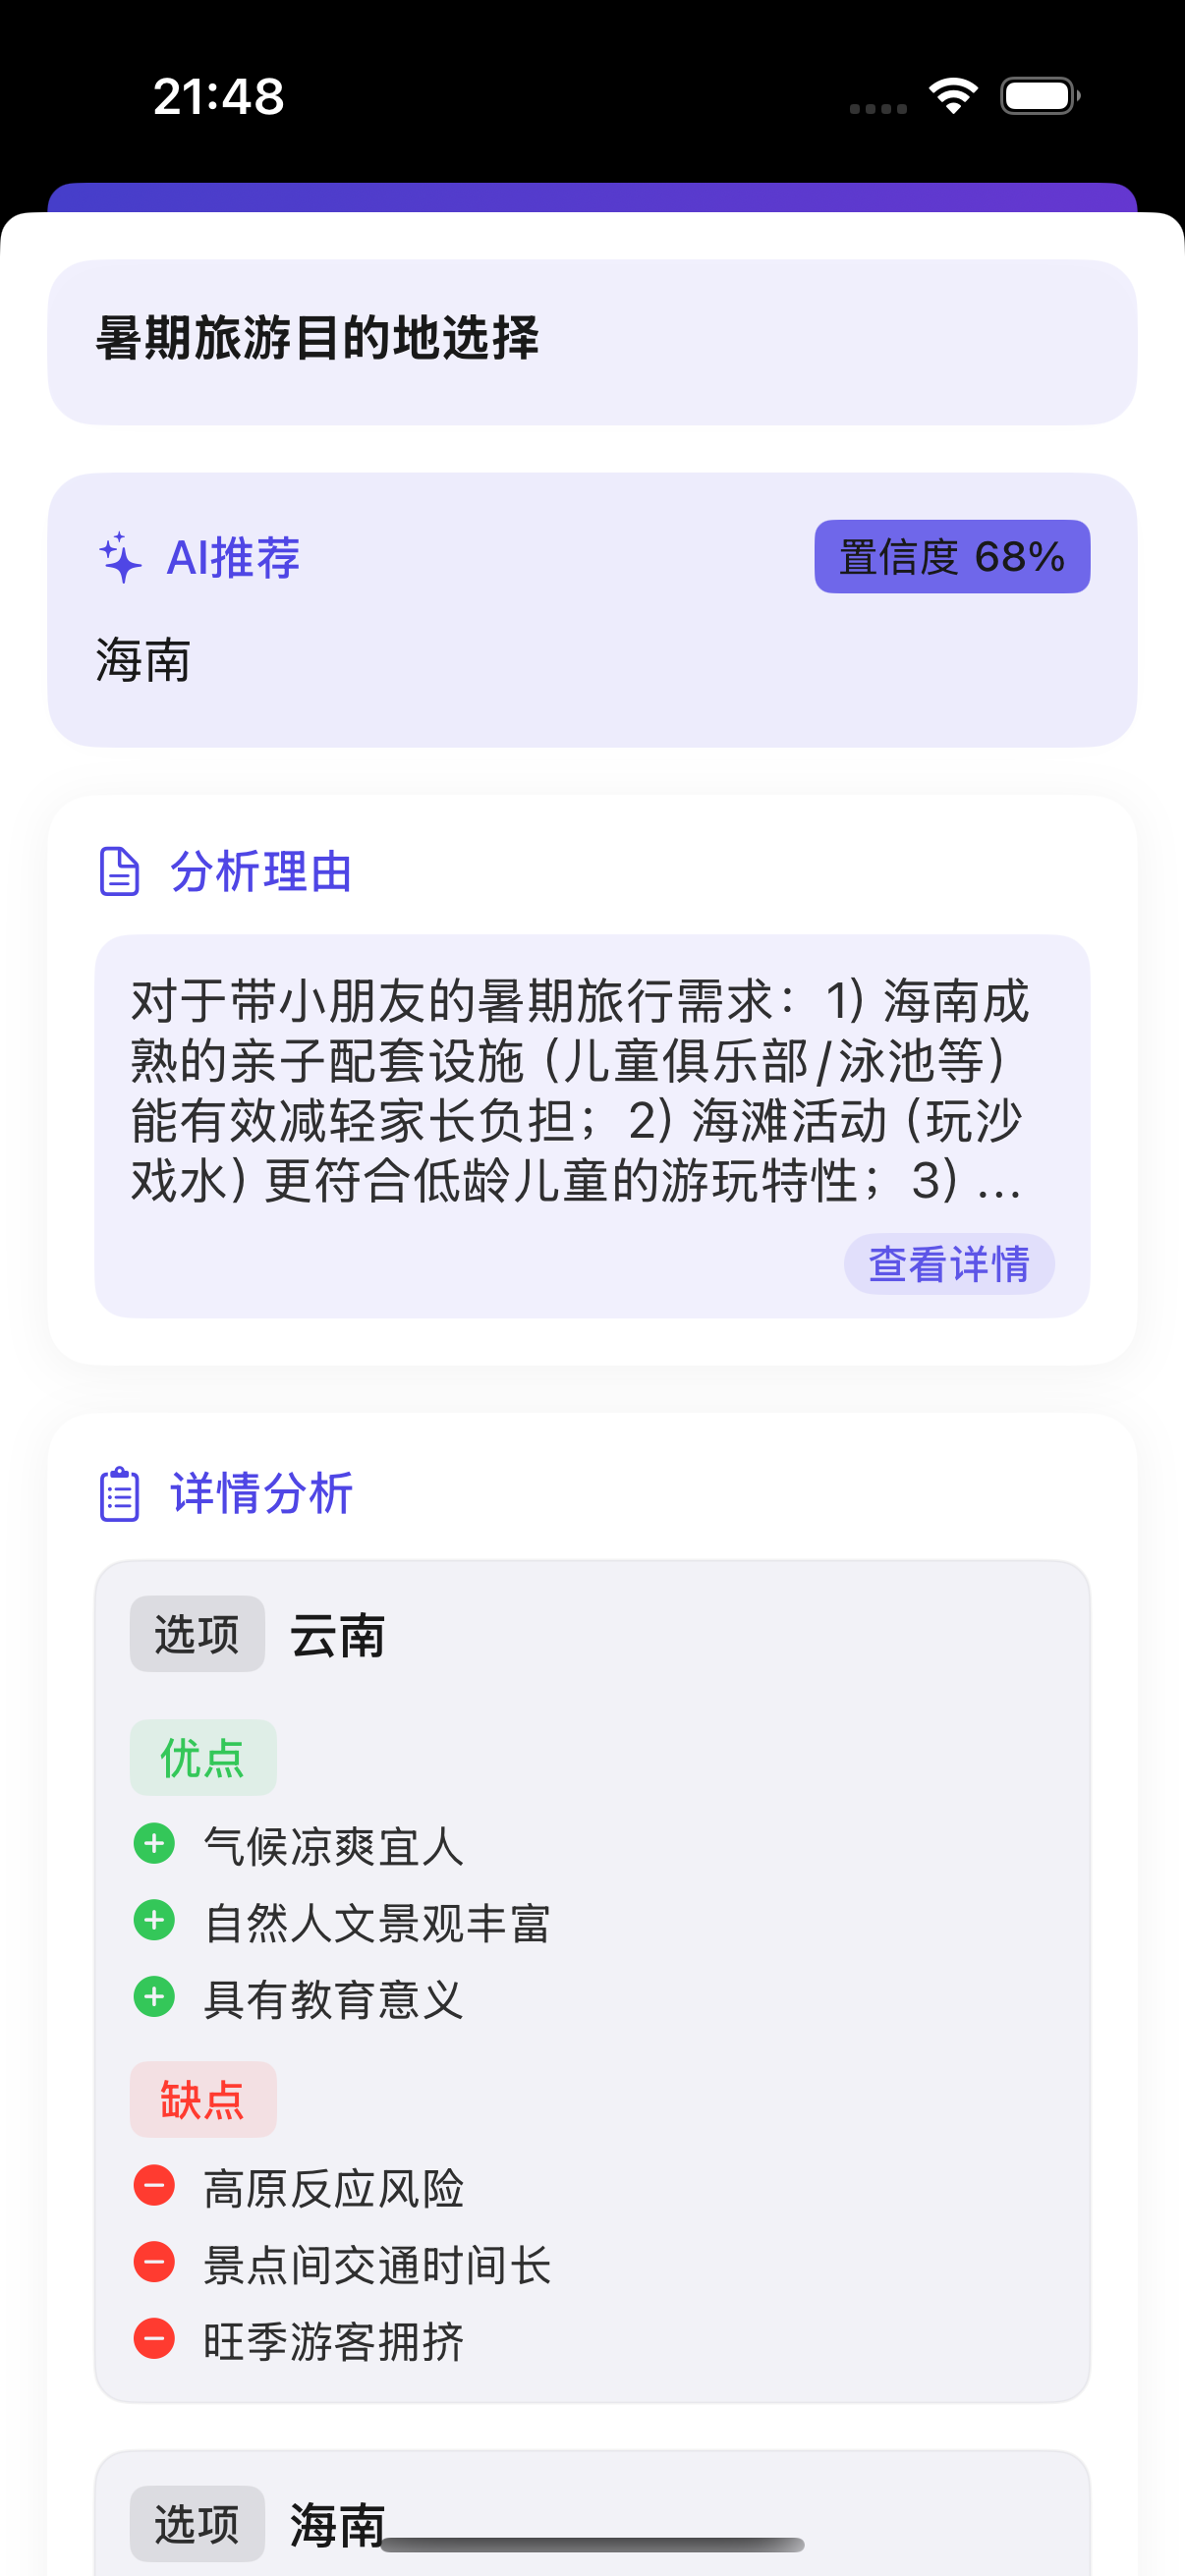 21:48
暑期旅游目的地选择
AI推荐
置信度 68%
海南
分析理由
对于带小朋友的暑期旅行需求：1）海南成
熟的亲子配套设施（儿童俱乐部/泳池等）
能有效减轻家长负担；2）海滩活动（玩沙
戏水）更符合低龄儿童的游玩特性；3）…
查看详情
详情分析
选项 云南
优点
气候凉爽宜人
自然人文景观丰富
具有教育意义
缺点
高原反应风险
景点间交通时间长
旺季游客拥挤
选项 海南